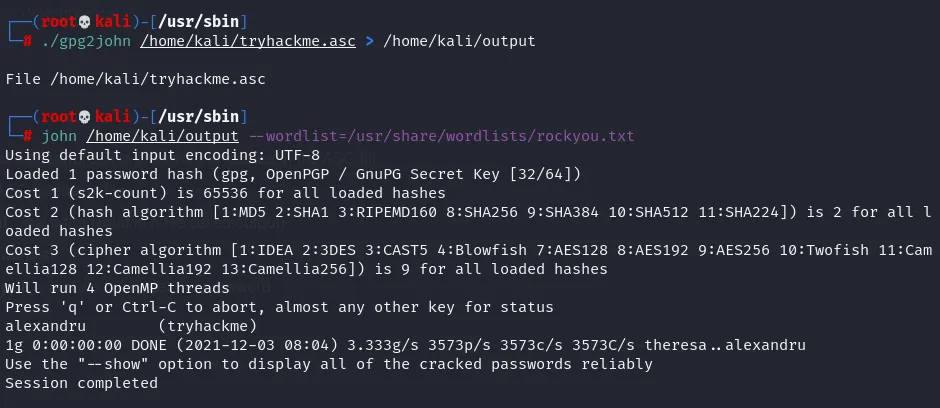 ┌──(root💀kali)-[/usr/sbin]
└─# ./gpg2john /home/kali/tryhackme.asc > /home/kali/output
File /home/kali/tryhackme.asc
┌──(root💀kali)-[/usr/sbin]
└─# john /home/kali/output --wordlist=/usr/share/wordlists/rockyou.txt
Using default input encoding: UTF-8
Loaded 1 password hash (gpg, OpenPGP / GnuPG Secret Key [32/64])
Cost 1 (s2k-count) is 65536 for all loaded hashes
Cost 2 (hash algorithm [1:MD5 2:SHA1 3:RIPEMD160 8:SHA256 9:SHA384 10:SHA512 11:SHA224]) is 2 for all l
oaded hashes
Cost 3 (cipher algorithm [1:IDEA 2:3DES 3:CAST5 4:Blowfish 7:AES128 8:AES192 9:AES256 10:Twofish 11:Cam
ellia128 12:Camellia192 13:Camellia256]) is 9 for all loaded hashes
Will run 4 OpenMP threads
Press 'q' or Ctrl-C to abort, almost any other key for status
alexandru        (tryhackme)
1g 0:00:00:00 DONE (2021-12-03 08:04) 3.333g/s 3573p/s 3573c/s 3573C/s theresa..alexandru
Use the "--show" option to display all of the cracked passwords reliably
Session completed